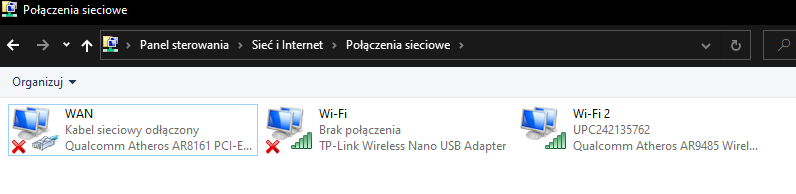 Połączenia sieciowe
Panel sterowania > Sieć i Internet > Połączenia sieciowe >
Organizuj
WAN
Kabel sieciowy odłączony
Qualcomm Atheros AR8161 PCI-E...
Wi-Fi
Brak połączenia
TP-Link Wireless Nano USB Adapter
Wi-Fi 2
UPC242135762
Qualcomm Atheros AR9485 Wirel...